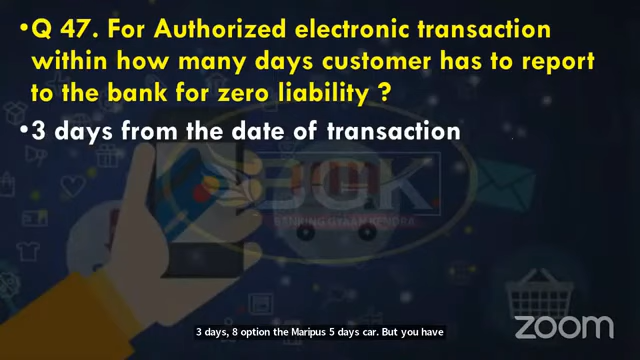 •Q 47. For Authorized electronic transaction
within how many days customer has to report
to the bank for zero liability ?
•3 days from the date of transaction
BGK
BANKING GYAAN KENDRA
3 days, 8 option the Maripus 5 days car. But you have
zoom